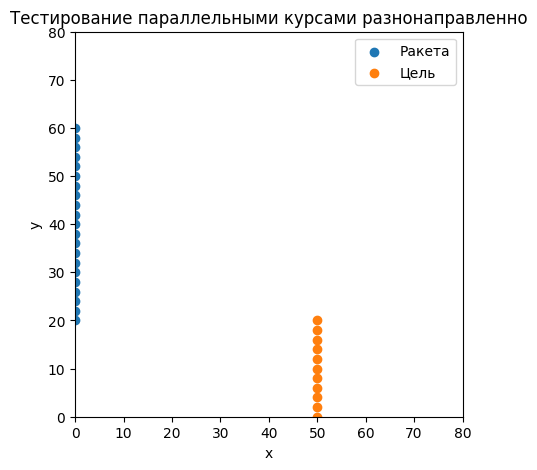 Тестирование параллельными курсами разнонаправленно
Ракета
Цель
80
70
60
50
40
30
20
10
0
y
0 10 20 30 40 50 60 70 80
x